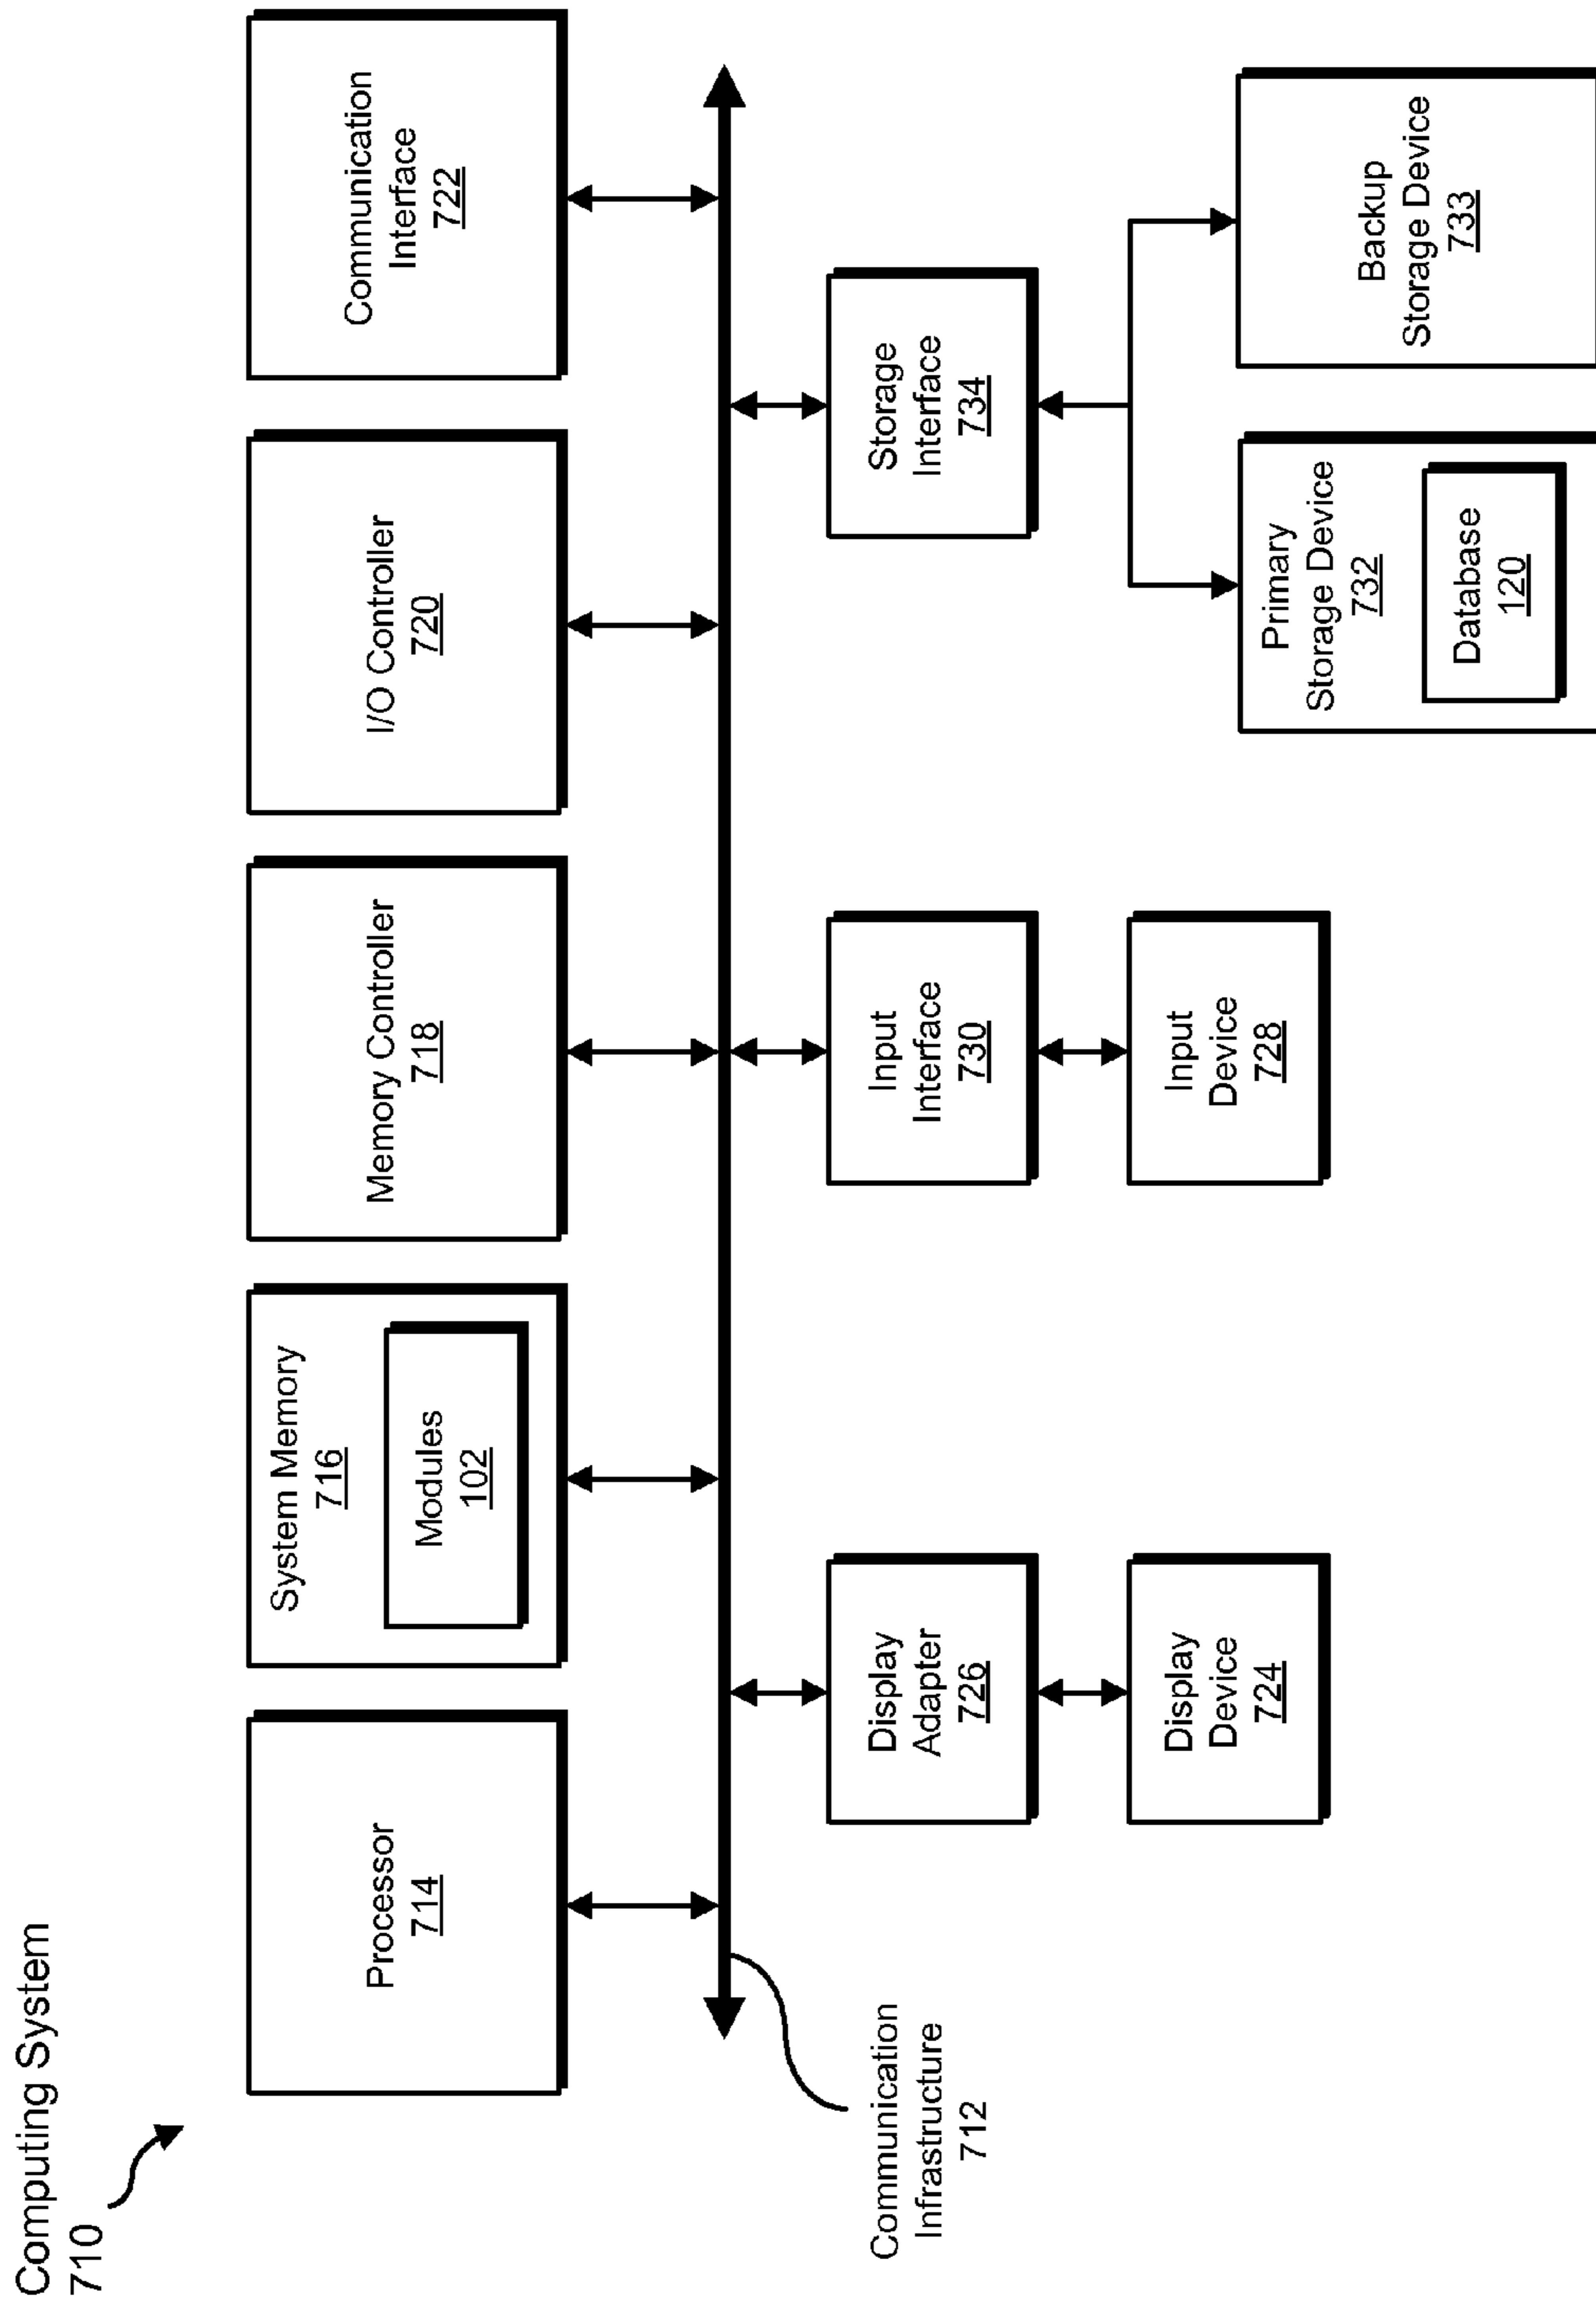 Computing System
710
Processor
714
System Memory
716
Modules
102
Memory Controller
718
I/O Controller
720
Communication
Interface
722
Communication
Infrastructure
712
Display
Adapter
726
Input
Interface
730
Storage
Interface
734
Display
Device
724
Input
Device
728
Primary
Storage Device
732
Database
120
Backup
Storage Device
733